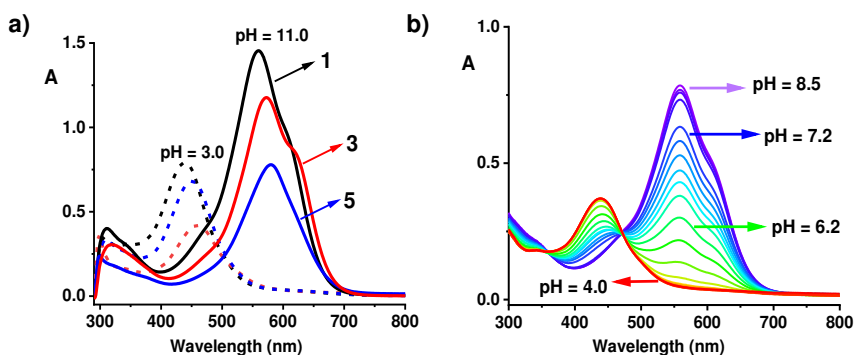 a)
A
1.5
1.0
0.5
0.0
pH = 11.0
1
pH = 3.0
3
5
300 400 500 600 700 800
Wavelength (nm)
b)
A
1.0
0.5
0.0
pH = 8.5
pH = 7.2
pH = 6.2
pH = 4.0
300 400 500 600 700 800
Wavelength (nm)